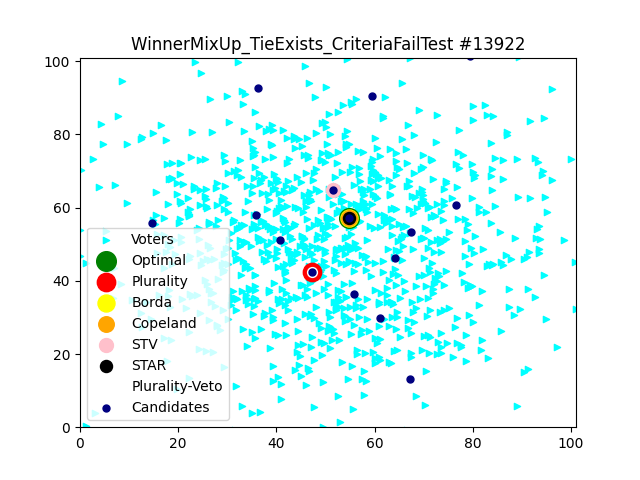 WinnerMixUp_TieExists_CriteriaFailTest #13922
100
80
60
40
20
0
Voters
Optimal
Plurality
Borda
Copeland
STV
STAR
Plurality-Veto
Candidates
0 20 40 60 80 100